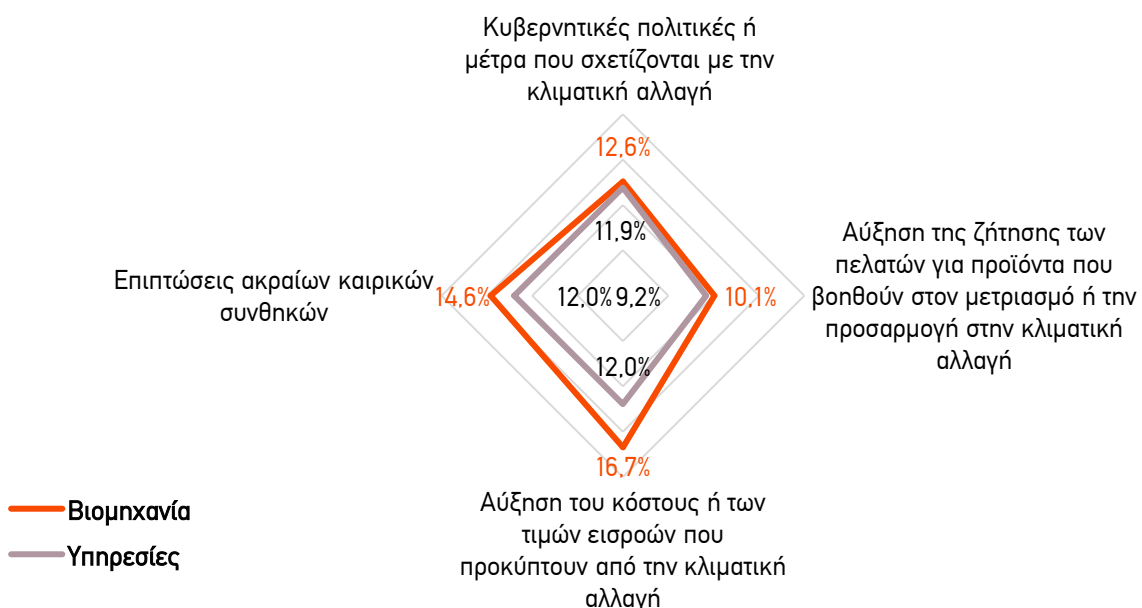 Κυβερνητικές πολιτικές ή
μέτρα που σχετίζονται με την
κλιματική αλλαγή
12,6%
11,9%
Επιπτώσεις ακραίων καιρικών
συνθηκών
14,6%
12,0%
9,2%
10,1%
Αύξηση της ζήτησης των
πελατών για προϊόντα που
βοηθούν στον μετριασμό ή την
προσαρμογή στην κλιματική
αλλαγή
12,0%
16,7%
Αύξηση του κόστους ή των
τιμών εισροών που
προκύπτουν από την κλιματική
αλλαγή
Βιομηχανία
Υπηρεσίες